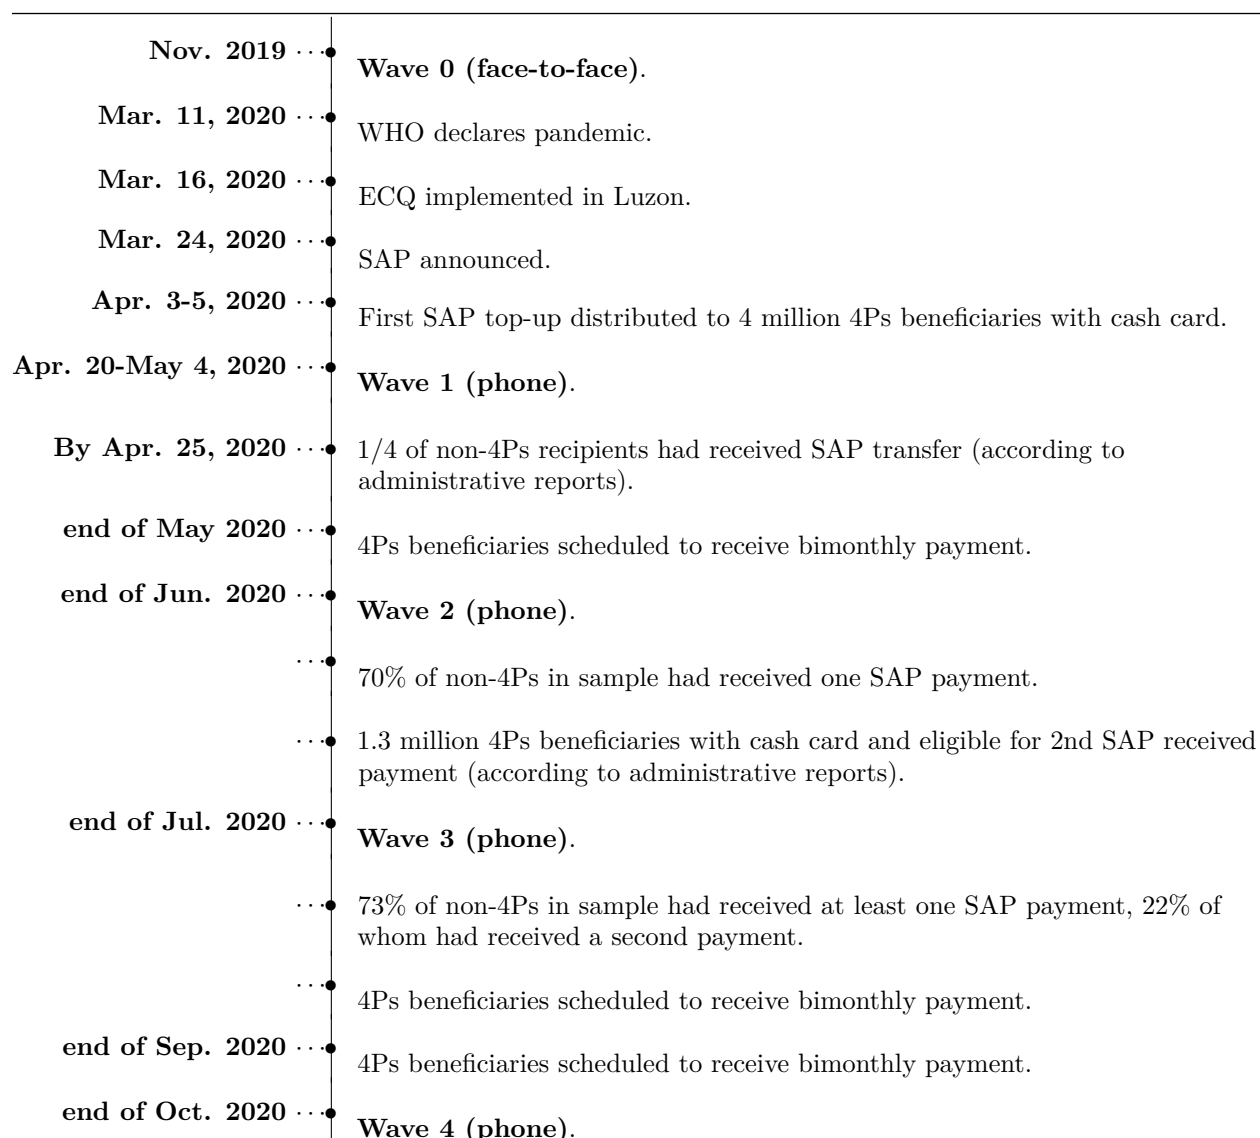 Nov. 2019 ··· Wave 0 (face-to-face).
Mar. 11, 2020 ··· WHO declares pandemic.
Mar. 16, 2020 ··· ECQ implemented in Luzon.
Mar. 24, 2020 ··· SAP announced.
Apr. 3-5, 2020 ··· First SAP top-up distributed to 4 million 4Ps beneficiaries with cash card.
Apr. 20-May 4, 2020 ··· Wave 1 (phone).
By Apr. 25, 2020 ··· 1/4 of non-4Ps recipients had received SAP transfer (according to
administrative reports).
end of May 2020 ··· 4Ps beneficiaries scheduled to receive bimonthly payment.
end of Jun. 2020 ··· Wave 2 (phone).
··· 70% of non-4Ps in sample had received one SAP payment.
··· 1.3 million 4Ps beneficiaries with cash card and eligible for 2nd SAP received
payment (according to administrative reports).
end of Jul. 2020 ··· Wave 3 (phone).
··· 73% of non-4Ps in sample had received at least one SAP payment, 22% of
whom had received a second payment.
··· 4Ps beneficiaries scheduled to receive bimonthly payment.
end of Sep. 2020 ··· 4Ps beneficiaries scheduled to receive bimonthly payment.
end of Oct. 2020 ··· Wave 4 (phone).